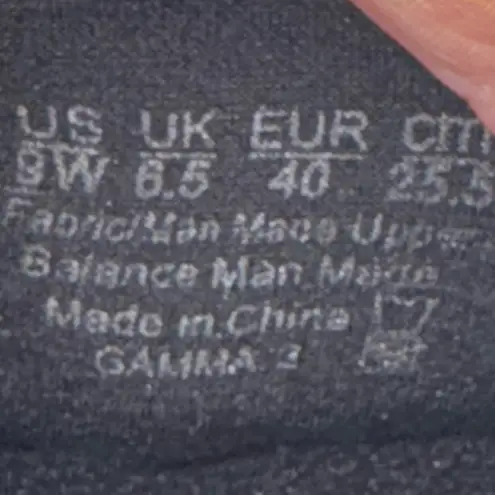 US UK EUR cm
9W 6.5 40 25.5
Fabric/Man Made Upper
Balance Man Made
Made in China
GAMMA 3